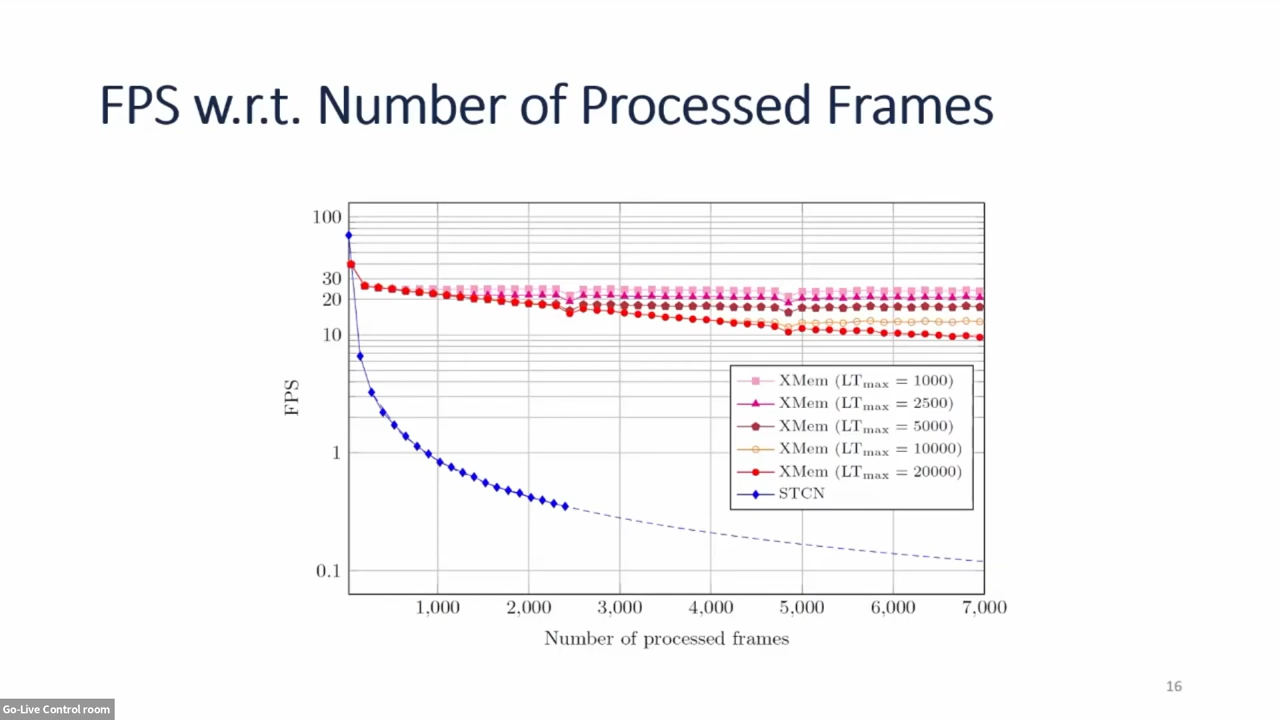 FPS w.r.t. Number of Processed Frames
100
30
20
10
1
0.1
FPS
XMem (LTmax = 1000)
XMem (LTmax = 2500)
XMem (LTmax = 5000)
XMem (LTmax = 10000)
XMem (LTmax = 20000)
STCN
1,000 2,000 3,000 4,000 5,000 6,000 7,000
Number of processed frames
16
Go-Live Control room